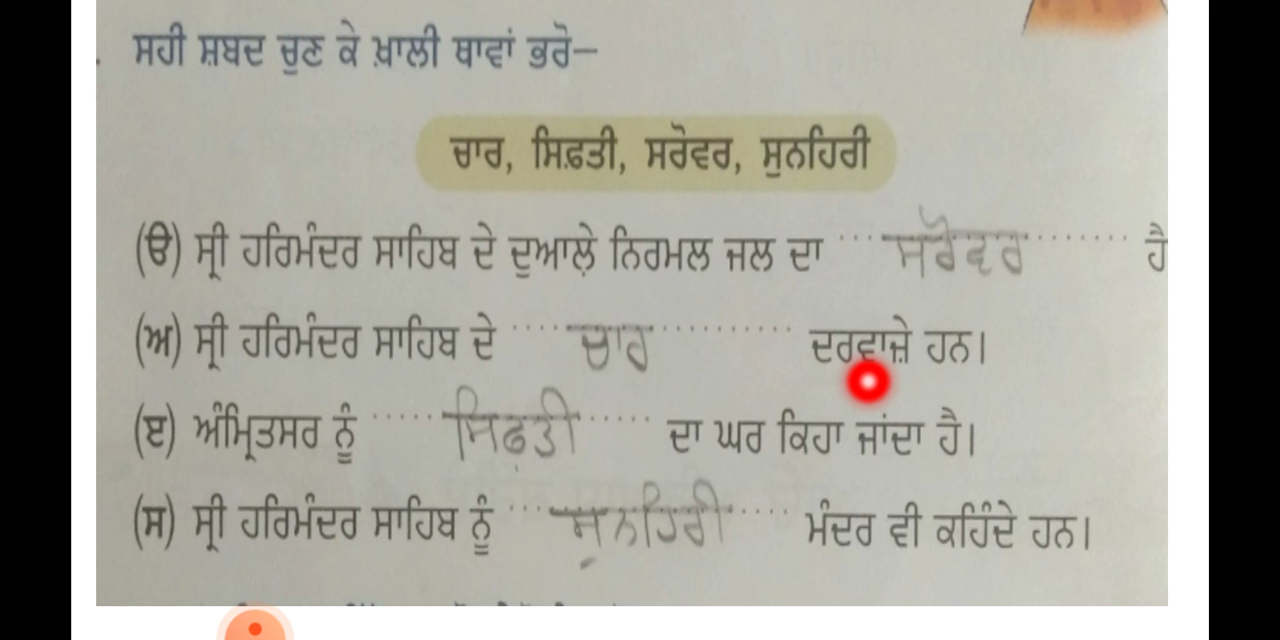 ਸਹੀ ਸ਼ਬਦ ਚੁਣ ਕੇ ਖ਼ਾਲੀ ਥਾਵਾਂ ਭਰੋ—
ਚਾਰ, ਸਿਫ਼ਤੀ, ਸਰੋਵਰ, ਸੁਨਹਿਰੀ
(ੳ) ਸ੍ਰੀ ਹਰਿਮੰਦਰ ਸਾਹਿਬ ਦੇ ਦੁਆਲ਼ੇ ਨਿਰਮਲ ਜਲ ਦਾ ਸਰੋਵਰ ਹੈ
(ਅ) ਸ੍ਰੀ ਹਰਿਮੰਦਰ ਸਾਹਿਬ ਦੇ ਚਾਰ ਦਰਵਾਜ਼ੇ ਹਨ।
(ੲ) ਅੰਮ੍ਰਿਤਸਰ ਨੂੰ ਸਿਫ਼ਤੀ ਦਾ ਘਰ ਕਿਹਾ ਜਾਂਦਾ ਹੈ।
(ਸ) ਸ੍ਰੀ ਹਰਿਮੰਦਰ ਸਾਹਿਬ ਨੂੰ ਸੁਨਹਿਰੀ ਮੰਦਰ ਵੀ ਕਹਿੰਦੇ ਹਨ।